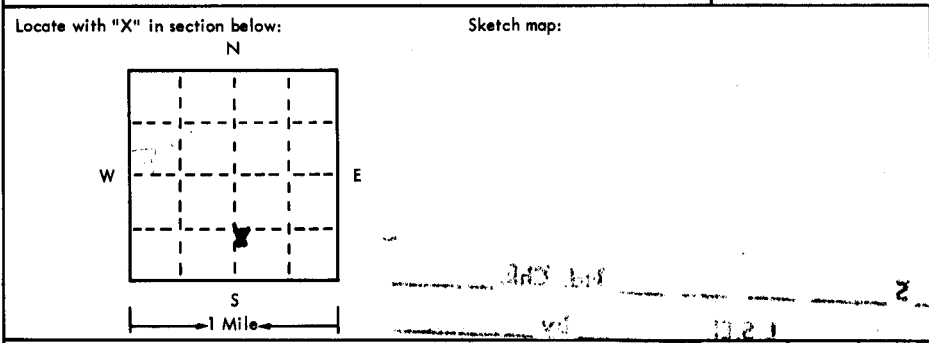 Locate with "X" in section below: Sketch map:
N
W E
X
S
1 Mile